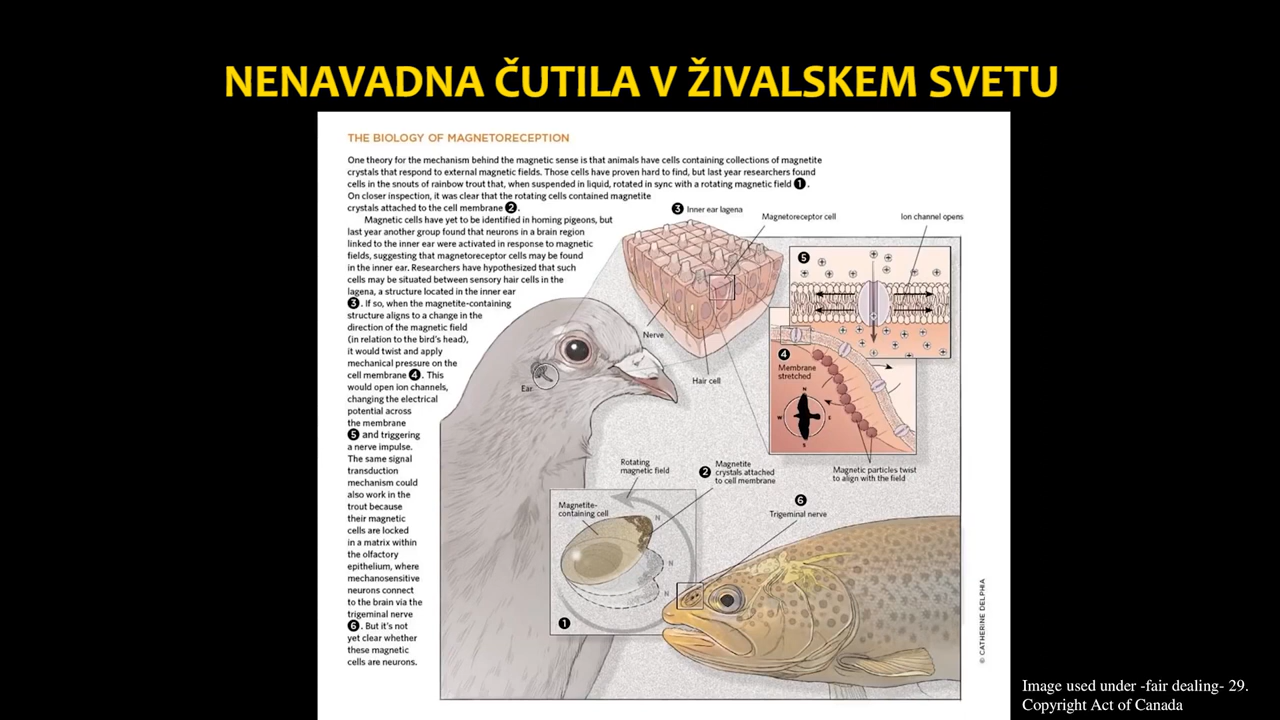 NENAVADNA ČUTILA V ŽIVALSKEM SVETU
THE BIOLOGY OF MAGNETORECEPTION
One theory for the mechanism behind the magnetic sense is that animals have cells containing collections of magnetite
crystals that respond to external magnetic fields. Those cells have proven hard to find, but last year researchers found
cells in the snouts of rainbow trout that, when suspended in liquid, rotated in sync with a rotating magnetic field 1.
On closer inspection, it was clear that the rotating cells contained magnetite
crystals attached to the cell membrane 2.
Magnetic cells have yet to be identified in homing pigeons, but
last year another group found that neurons in a brain region
linked to the inner ear were activated in response to magnetic
fields, suggesting that magnetoreceptor cells may be found
in the inner ear. Researchers have hypothesized that such
cells may be situated between sensory hair cells in the
lagena, a structure located in the inner ear
3. If so, when the magnetite-containing
structure aligns to a change in the
direction of the magnetic field
(in relation to the bird's head),
it would twist and apply
mechanical pressure on the
cell membrane 4. This
would open ion channels,
changing the electrical
potential across
the membrane
5 and triggering
a nerve impulse.
The same signal
transduction
mechanism could
also work in the
trout because
their magnetic
cells are locked
in a matrix within
the olfactory
epithelium, where
mechanosensitive
neurons connect
to the brain via the
trigeminal nerve
6. But it's not
yet clear whether
these magnetic
cells are neurons.
3 Inner ear lagena
Magnetoreceptor cell
Ion channel opens
5
Nerve
Hair cell
Ear
4
Membrane
stretched
N
W E
S
Magnetic particles twist
to align with the field
Rotating
magnetic field
2 Magnetite
crystals attached
to cell membrane
Magnetite-
containing cell
N
N
N
1
6
Trigeminal nerve
© CATHERINE DELPHIA
Image used under -fair dealing- 29.
Copyright Act of Canada